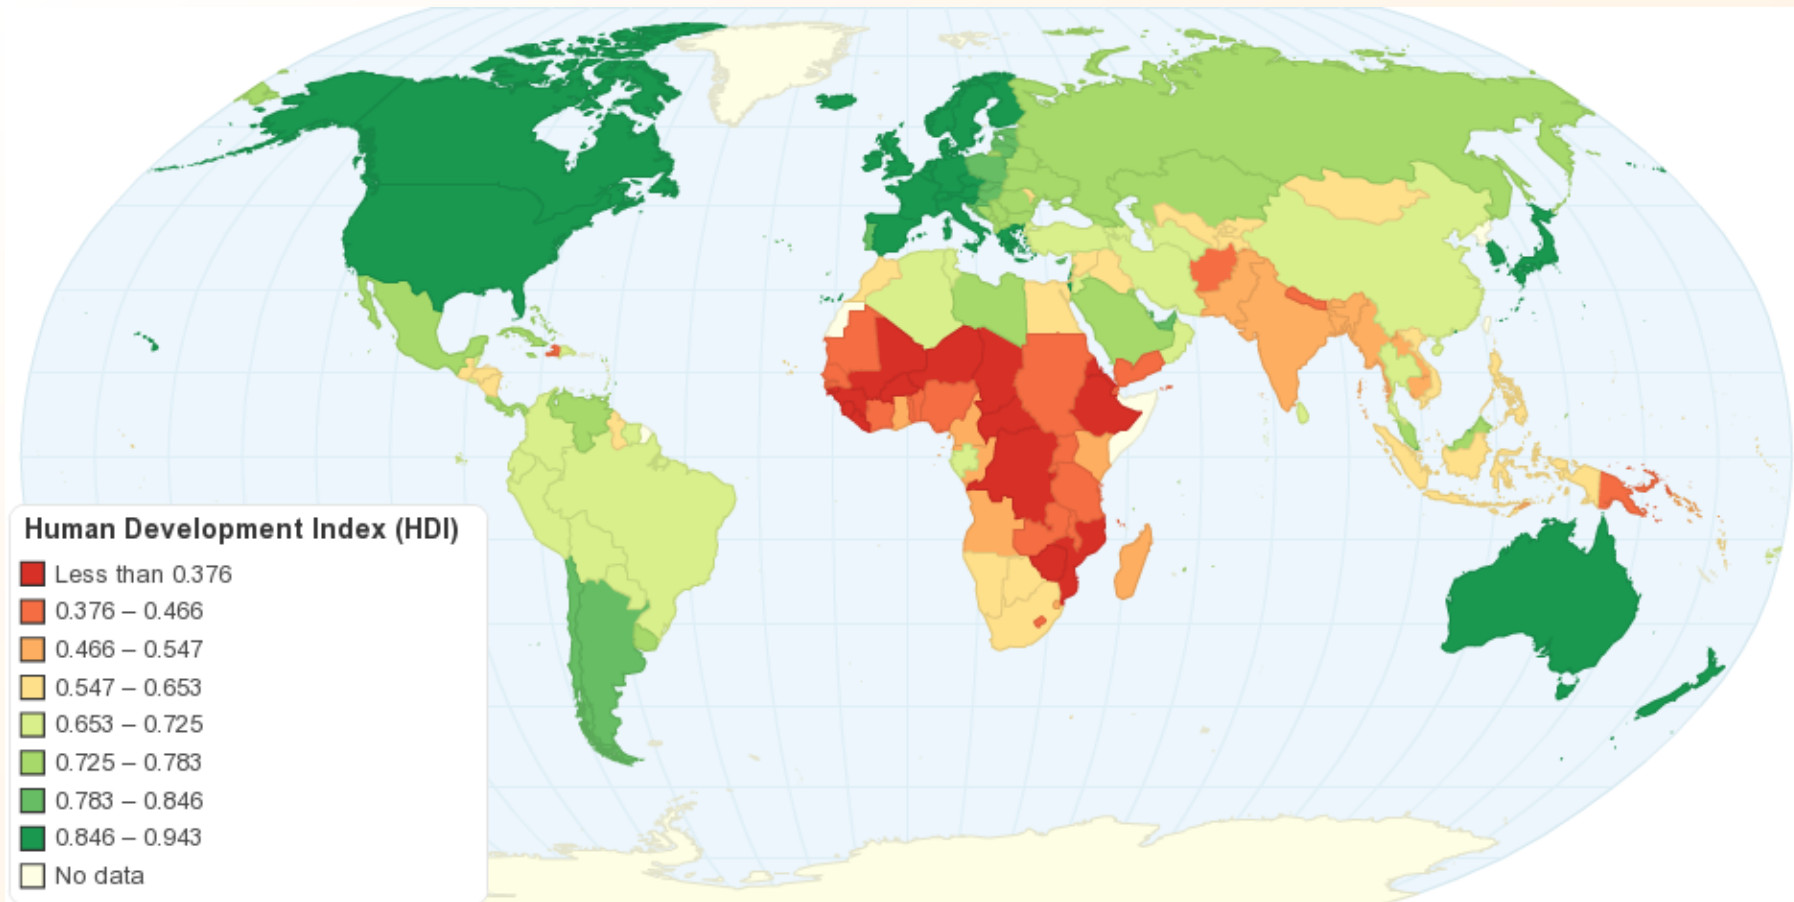 Human Development Index (HDI)
Less than 0.376
0.376 – 0.466
0.466 – 0.547
0.547 – 0.653
0.653 – 0.725
0.725 – 0.783
0.783 – 0.846
0.846 – 0.943
No data